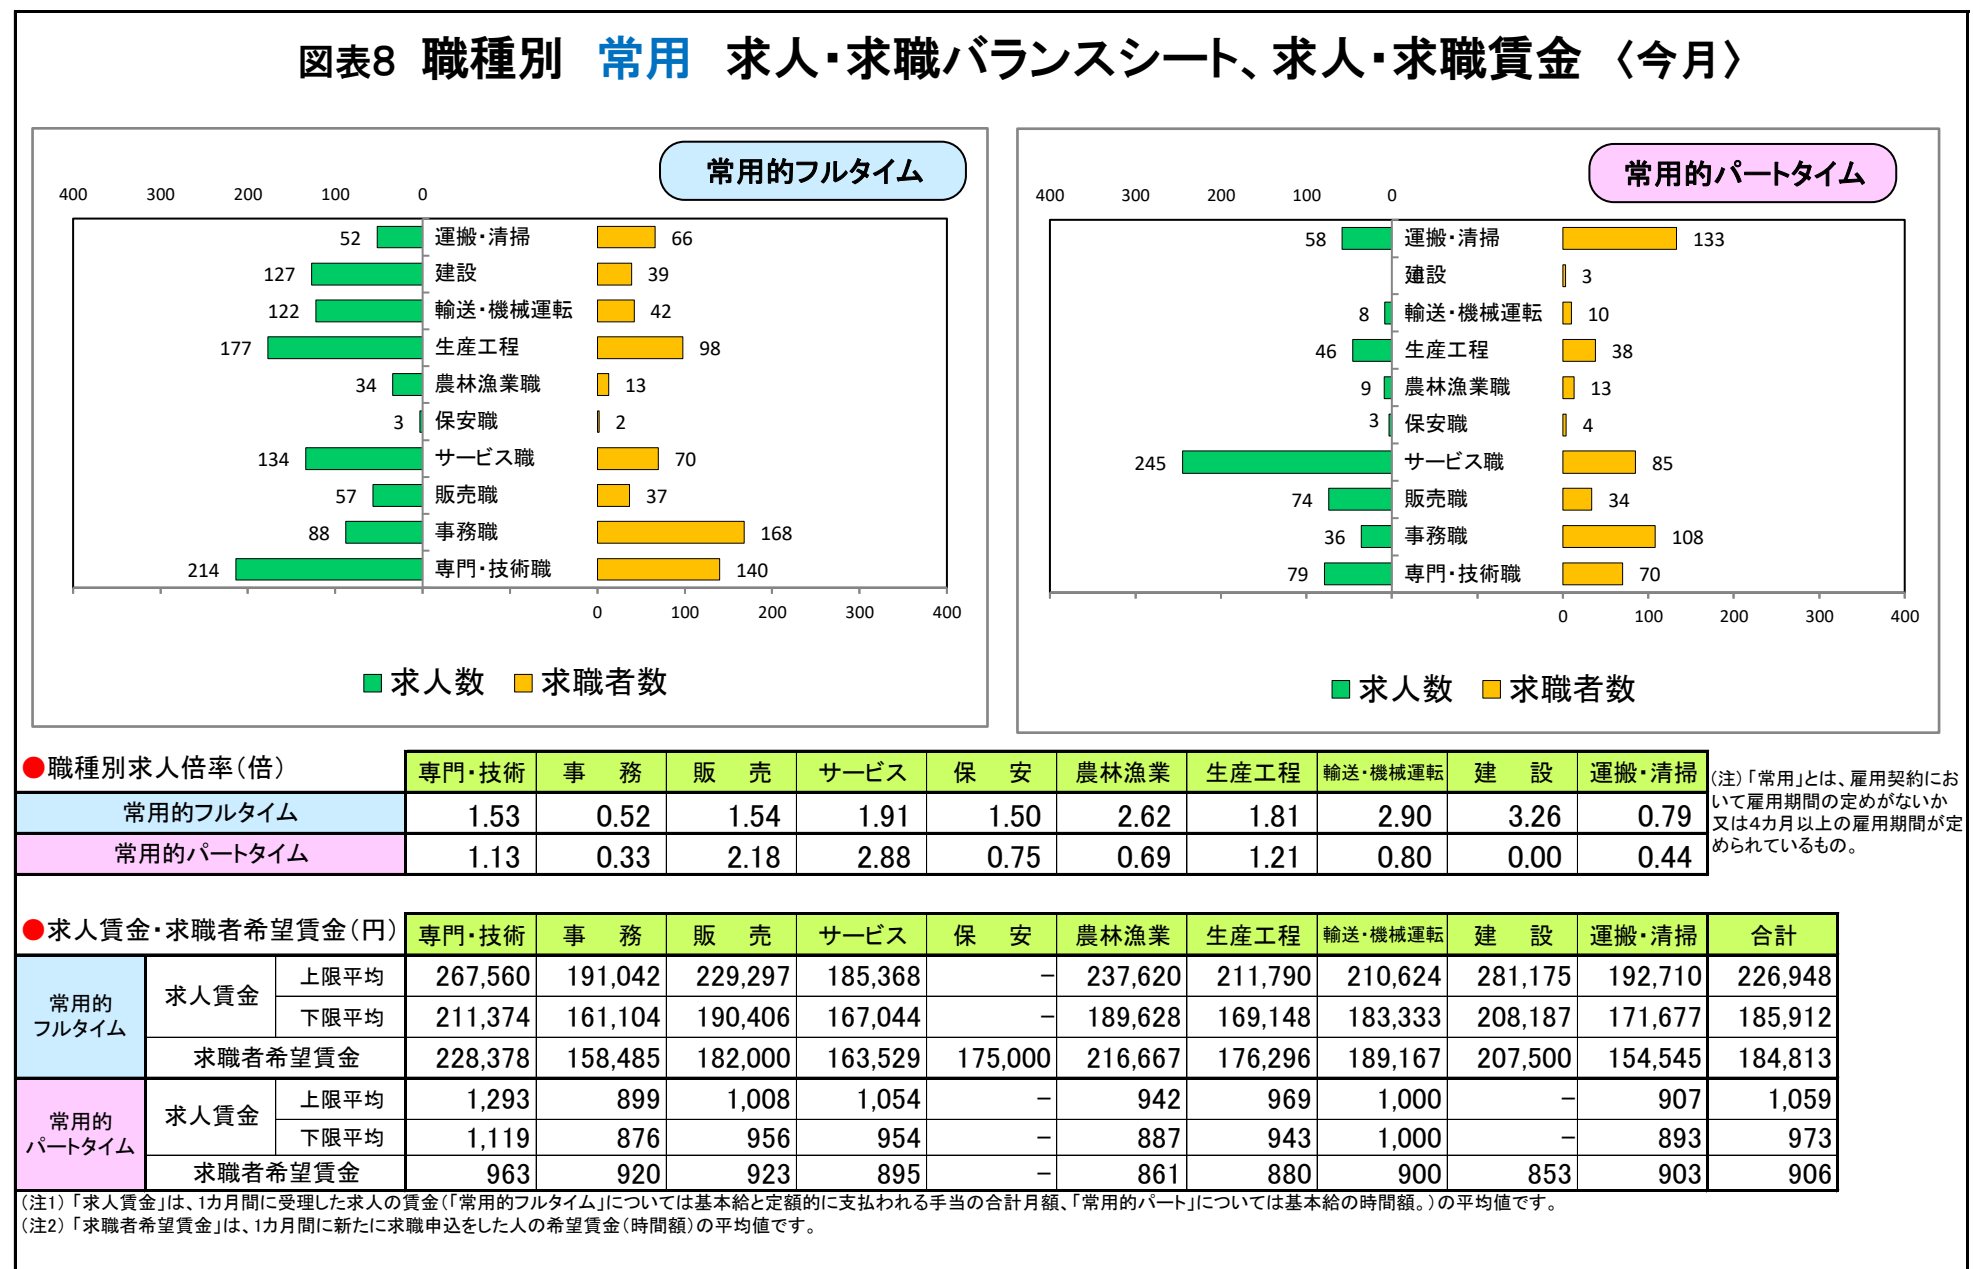 図表8 職種別 常用 求人・求職バランスシート、求人・求職賃金 〈今月〉
常用的フルタイム
400 300 200 100 0
52 運搬・清掃 66
127 建設 39
122 輸送・機械運転 42
177 生産工程 98
34 農林漁業職 13
3 保安職 2
134 サービス職 70
57 販売職 37
88 事務職 168
214 専門・技術職 140
0 100 200 300 400
求人数 求職者数
常用的パートタイム
400 300 200 100 0
58 運搬・清掃 133
建設 3
8 輸送・機械運転 10
46 生産工程 38
9 農林漁業職 13
3 保安職 4
245 サービス職 85
74 販売職 34
36 事務職 108
79 専門・技術職 70
0 100 200 300 400
求人数 求職者数
●職種別求人倍率(倍) 専門・技術 事 務 販 売 サービス 保 安 農林漁業 生産工程 輸送・機械運転 建 設 運搬・清掃
常用的フルタイム 1.53 0.52 1.54 1.91 1.50 2.62 1.81 2.90 3.26 0.79
常用的パートタイム 1.13 0.33 2.18 2.88 0.75 0.69 1.21 0.80 0.00 0.44
(注)「常用」とは、雇用契約にお
いて雇用期間の定めがないか
又は4カ月以上の雇用期間が定
められているもの。
●求人賃金・求職者希望賃金(円) 専門・技術 事 務 販 売 サービス 保 安 農林漁業 生産工程 輸送・機械運転 建 設 運搬・清掃 合計
常用的
フルタイム
求人賃金
上限平均 267,560 191,042 229,297 185,368 － 237,620 211,790 210,624 281,175 192,710 226,948
下限平均 211,374 161,104 190,406 167,044 － 189,628 169,148 183,333 208,187 171,677 185,912
求職者希望賃金 228,378 158,485 182,000 163,529 175,000 216,667 176,296 189,167 207,500 154,545 184,813
常用的
パートタイム
求人賃金
上限平均 1,293 899 1,008 1,054 － 942 969 1,000 － 907 1,059
下限平均 1,119 876 956 954 － 887 943 1,000 － 893 973
求職者希望賃金 963 920 923 895 － 861 880 900 853 903 906
(注1)「求人賃金」は、1カ月間に受理した求人の賃金(「常用的フルタイム」については基本給と定額的に支払われる手当の合計月額、「常用的パート」については基本給の時間額。)の平均値です。
(注2)「求職者希望賃金」は、1カ月間に新たに求職申込をした人の希望賃金(時間額)の平均値です。